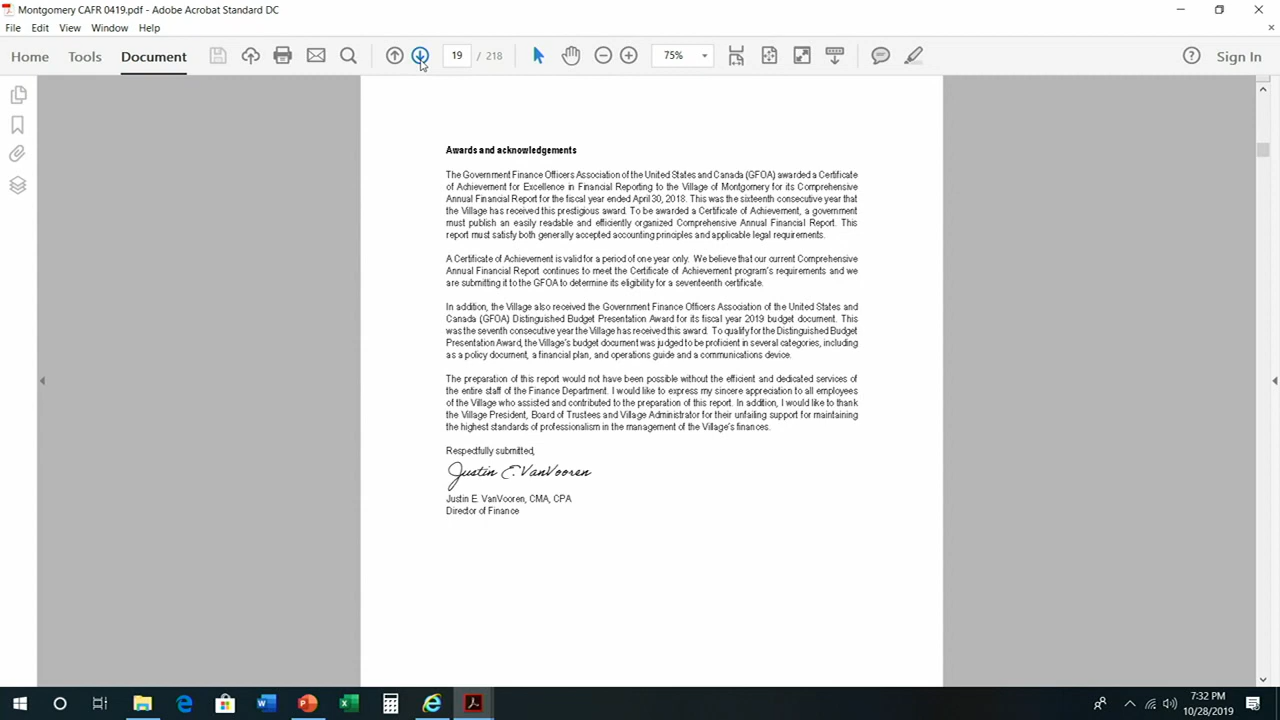 Montgomery CAFR 0419.pdf - Adobe Acrobat Standard DC
File Edit View Window Help
Home Tools Document 19 / 218 75% Sign In
Awards and acknowledgements
The Government Finance Officers Association of the United States and Canada (GFOA) awarded a Certificate
of Achievement for Excellence in Financial Reporting to the Village of Montgomery for its Comprehensive
Annual Financial Report for the fiscal year ended April 30, 2018. This was the sixteenth consecutive year that
the Village has received this prestigious award. To be awarded a Certificate of Achievement, a government
must publish an easily readable and efficiently organized Comprehensive Annual Financial Report. This
report must satisfy both generally accepted accounting principles and applicable legal requirements.
A Certificate of Achievement is valid for a period of one year only. We believe that our current Comprehensive
Annual Financial Report continues to meet the Certificate of Achievement program's requirements and we
are submitting it to the GFOA to determine its eligibility for a seventeenth certificate.
In addition, the Village also received the Government Finance Officers Association of the United States and
Canada (GFOA) Distinguished Budget Presentation Award for its fiscal year 2019 budget document. This
was the seventh consecutive year the Village has received this award. To qualify for the Distinguished Budget
Presentation Award, the Village's budget document was judged to be proficient in several categories, including
as a policy document, a financial plan, and operations guide and a communications device.
The preparation of this report would not have been possible without the efficient and dedicated services of
the entire staff of the Finance Department. I would like to express my sincere appreciation to all employees
of the Village who assisted and contributed to the preparation of this report. In addition, I would like to thank
the Village President, Board of Trustees and Village Administrator for their unfailing support for maintaining
the highest standards of professionalism in the management of the Village's finances.
Respectfully submitted,
Justin E. VanVooren
Justin E. VanVooren, CMA, CPA
Director of Finance
7:32 PM
10/28/2019